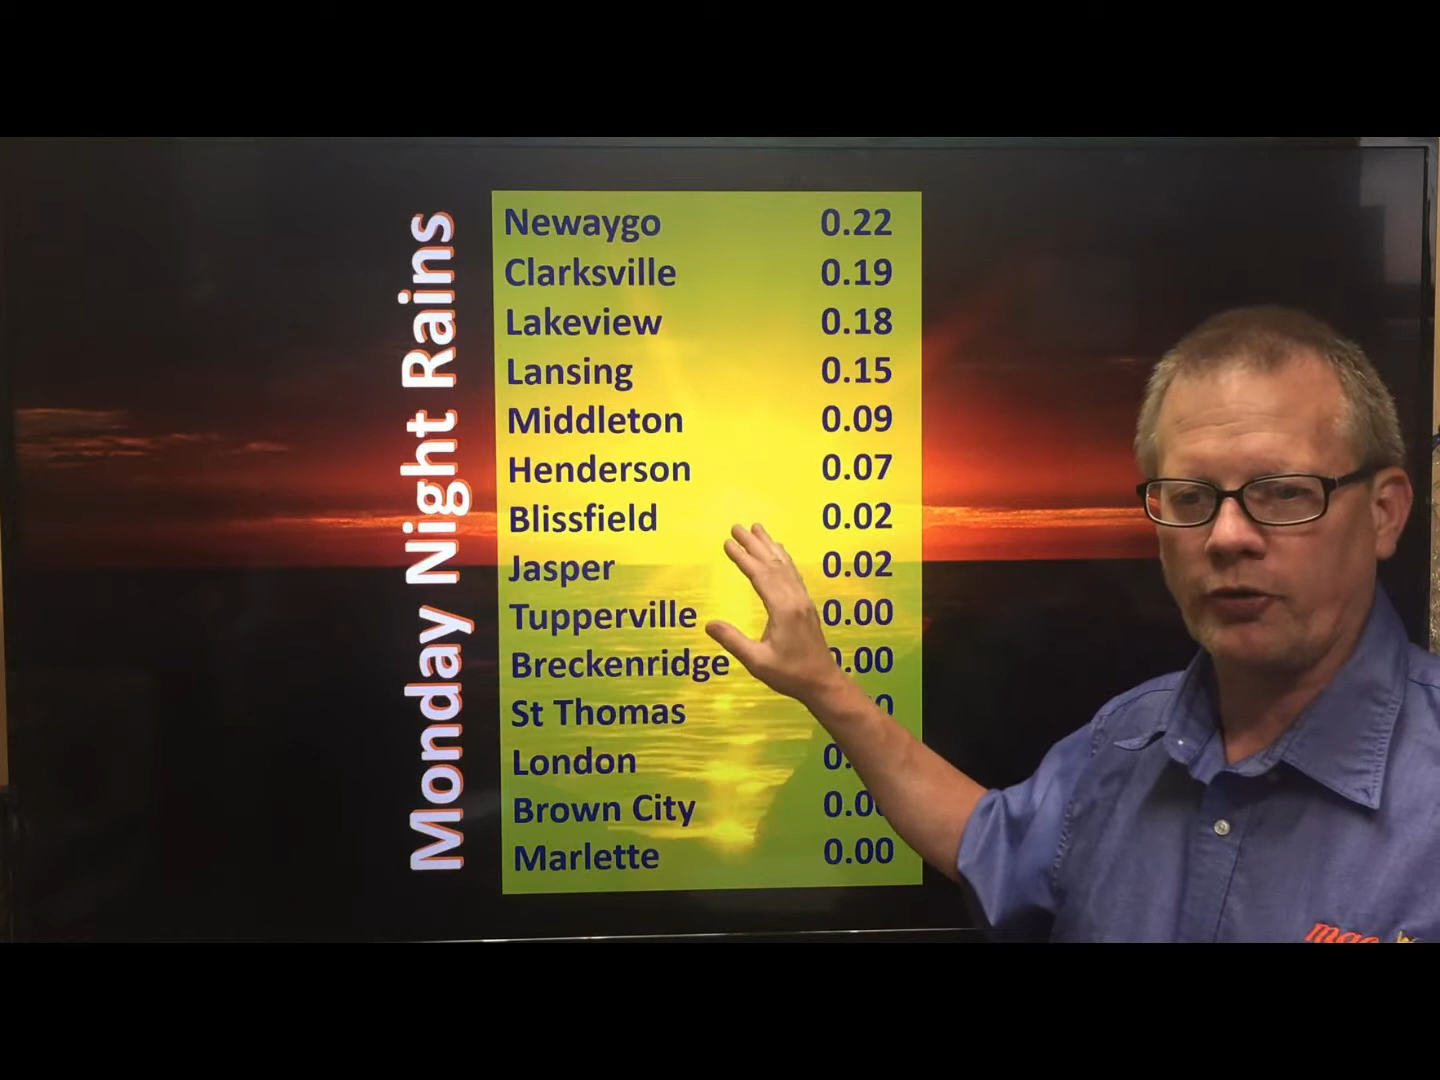 Monday Night Rains
Newaygo 0.22
Clarksville 0.19
Lakeview 0.18
Lansing 0.15
Middleton 0.09
Henderson 0.07
Blissfield 0.02
Jasper 0.02
Tupperville 0.00
Breckenridge 0.00
St Thomas
London
Brown City
Marlette 0.00